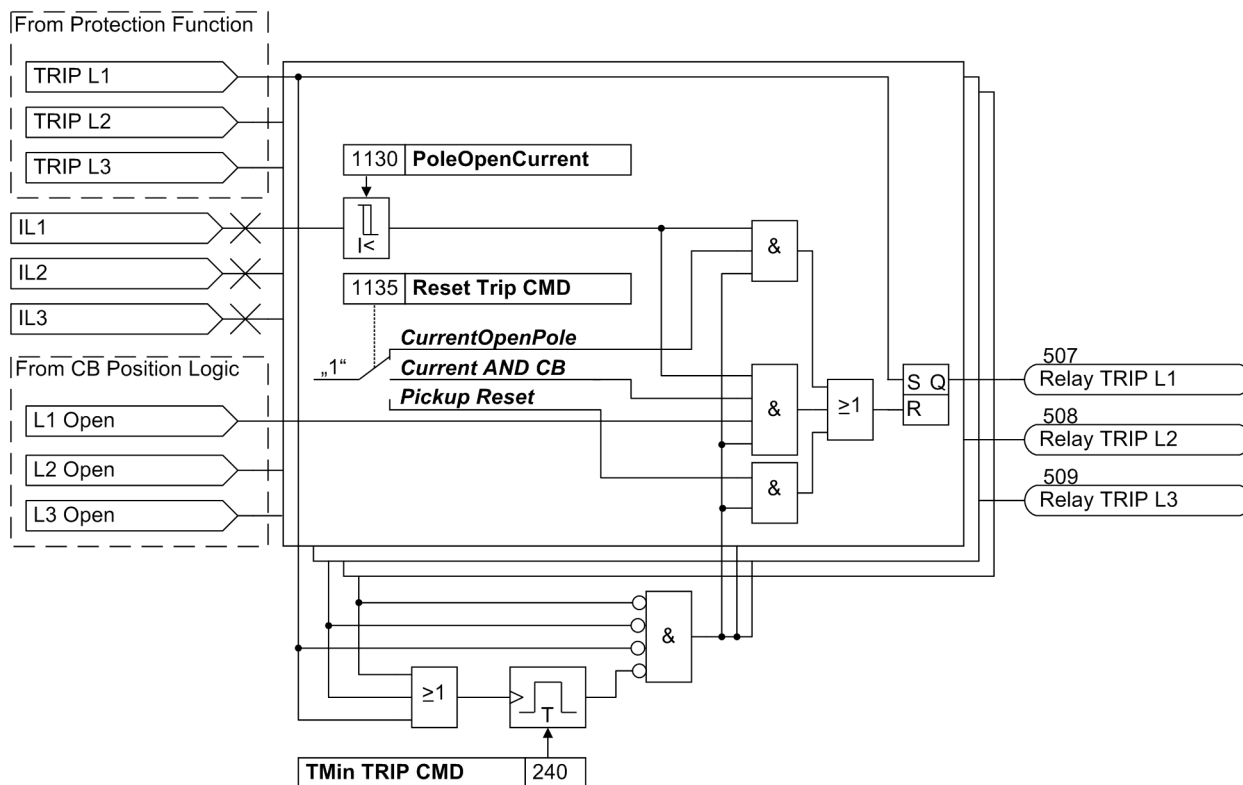 From Protection Function
TRIP L1
TRIP L2
TRIP L3
1130 PoleOpenCurrent
IL1
I<
&
IL2
1135 Reset Trip CMD
IL3
CurrentOpenPole
From CB Position Logic
„1“
Current AND CB
507
S Q
Relay TRIP L1
Pickup Reset
&
≥1
R
L1 Open
508
Relay TRIP L2
L2 Open
509
&
Relay TRIP L3
L3 Open
&
≥1
T
TMin TRIP CMD 240